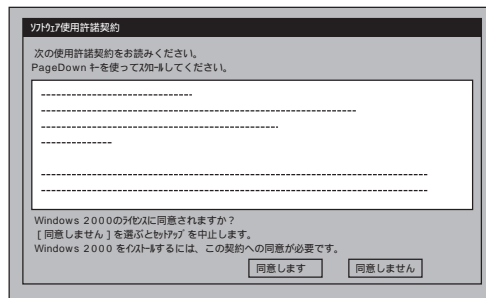 ｿﾌﾄｳｪｱ使用許諾契約
次の使用許諾契約をお読みください。
PageDown ｷｰを使ってｽｸﾛｰﾙしてください。
Windows 2000のﾗｲｾﾝｽに同意されますか？
［同意しません］を選ぶとｾｯﾄｱｯﾌﾟを中止します。
Windows 2000 をｲﾝｽﾄｰﾙするには、この契約への同意が必要です。
同意します 同意しません